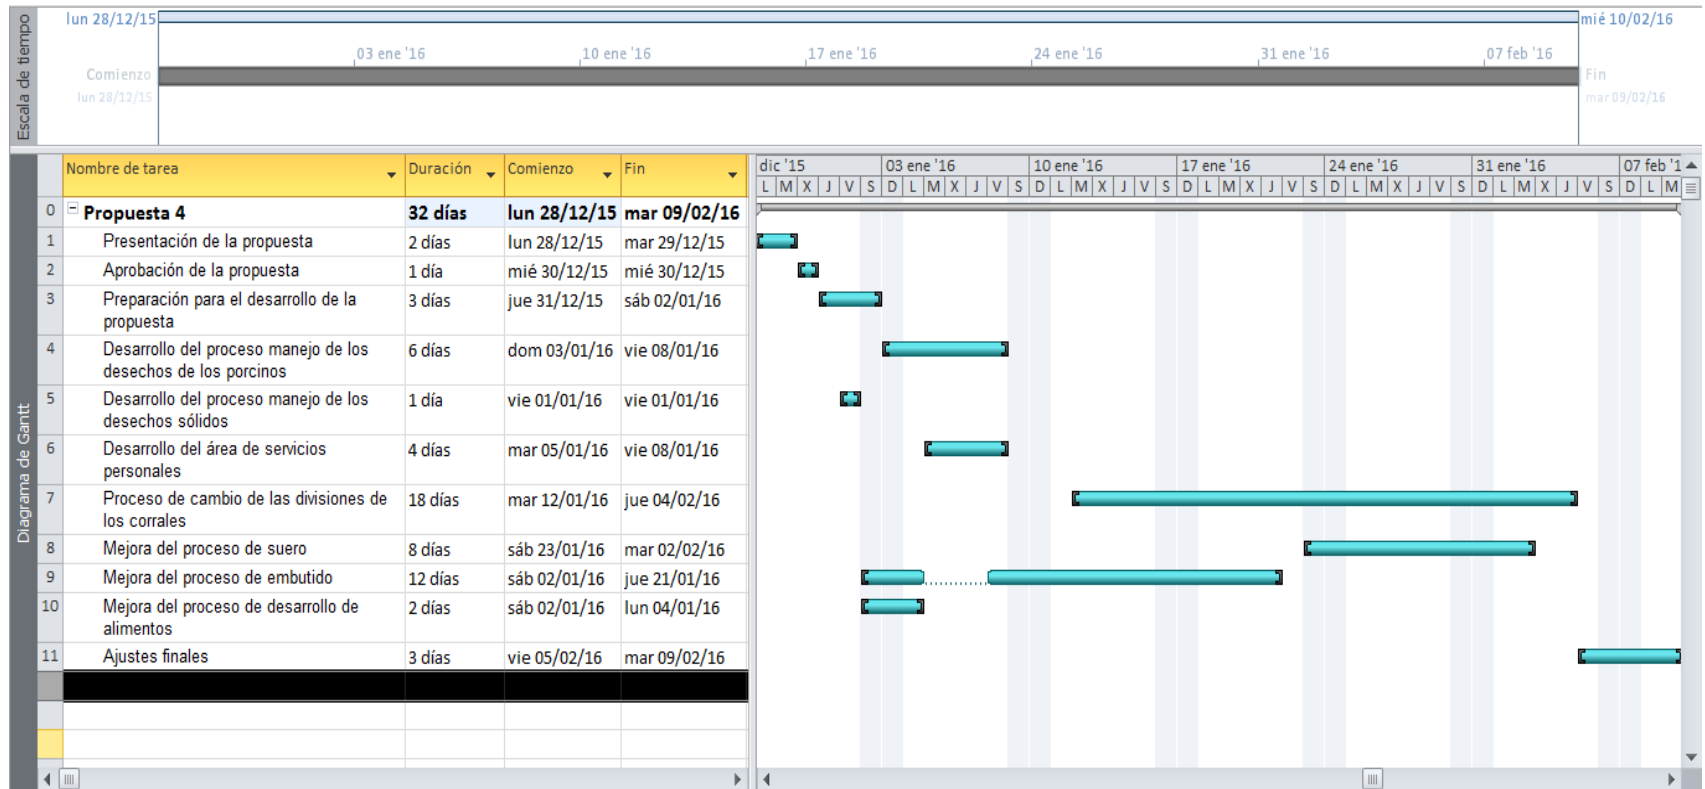 Escala de tiempo
lun 28/12/15
mié 10/02/16
03 ene '16 10 ene '16 17 ene '16 24 ene '16 31 ene '16 07 feb '16
Comienzo
lun 28/12/15
Fin
mar 09/02/16
Diagrama de Gantt
Nombre de tarea Duración Comienzo Fin
dic '15 03 ene '16 10 ene '16 17 ene '16 24 ene '16 31 ene '16 07 feb '1
L M X J V S D L M X J V S D L M X J V S D L M X J V S D L M X J V S D L M X J V S D L M
0 Propuesta 4 32 días lun 28/12/15 mar 09/02/16
1 Presentación de la propuesta 2 días lun 28/12/15 mar 29/12/15
2 Aprobación de la propuesta 1 día mié 30/12/15 mié 30/12/15
3 Preparación para el desarrollo de la 3 días jue 31/12/15 sáb 02/01/16
propuesta
4 Desarrollo del proceso manejo de los 6 días dom 03/01/16 vie 08/01/16
desechos de los porcinos
5 Desarrollo del proceso manejo de los 1 día vie 01/01/16 vie 01/01/16
desechos sólidos
6 Desarrollo del área de servicios 4 días mar 05/01/16 vie 08/01/16
personales
7 Proceso de cambio de las divisiones de 18 días mar 12/01/16 jue 04/02/16
los corrales
8 Mejora del proceso de suero 8 días sáb 23/01/16 mar 02/02/16
9 Mejora del proceso de embutido 12 días sáb 02/01/16 jue 21/01/16
10 Mejora del proceso de desarrollo de 2 días sáb 02/01/16 lun 04/01/16
alimentos
11 Ajustes finales 3 días vie 05/02/16 mar 09/02/16